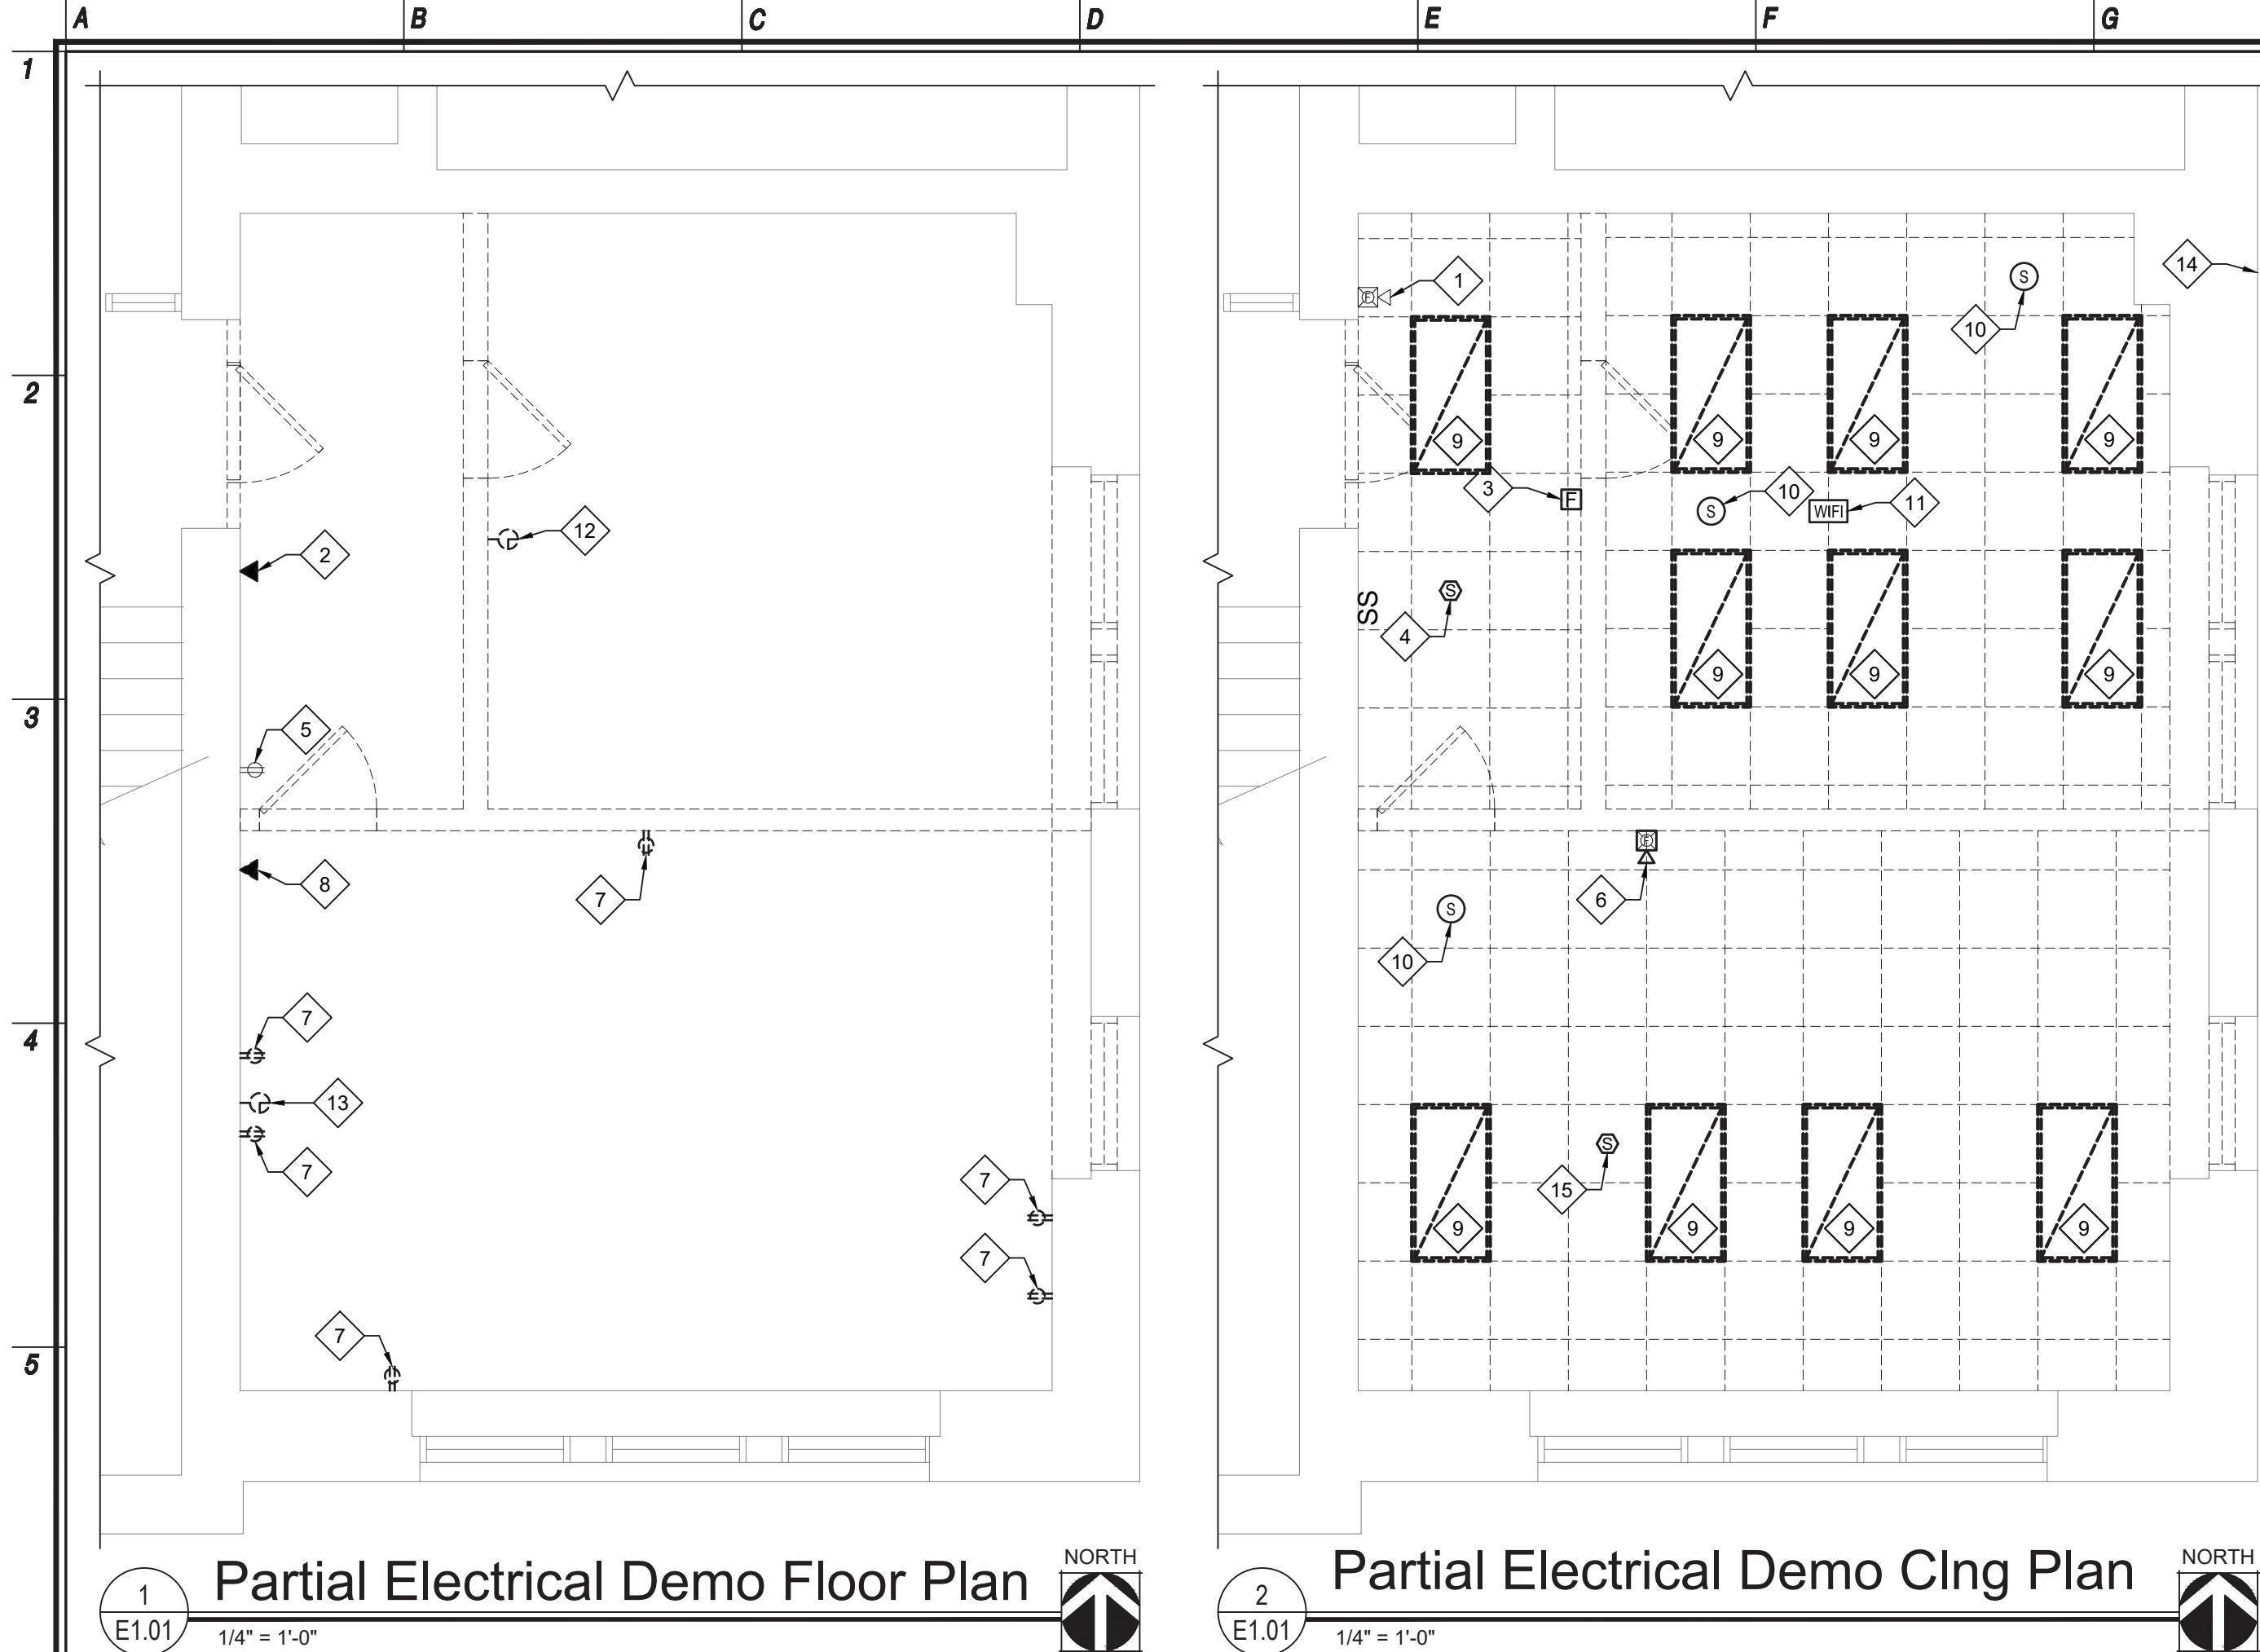 A B C D E F G
1
2
3
4
5
2
12
5
8
7
7
13
7
7
7
7
1
F
14
S
10
9
9
9
9
3
F
10
S
WIFI
11
S
4
SS
9
9
9
F
6
S
10
S
15
9
9
9
9
1
E1.01
Partial Electrical Demo Floor Plan
1/4" = 1'-0"
NORTH
2
E1.01
Partial Electrical Demo Clng Plan
1/4" = 1'-0"
NORTH